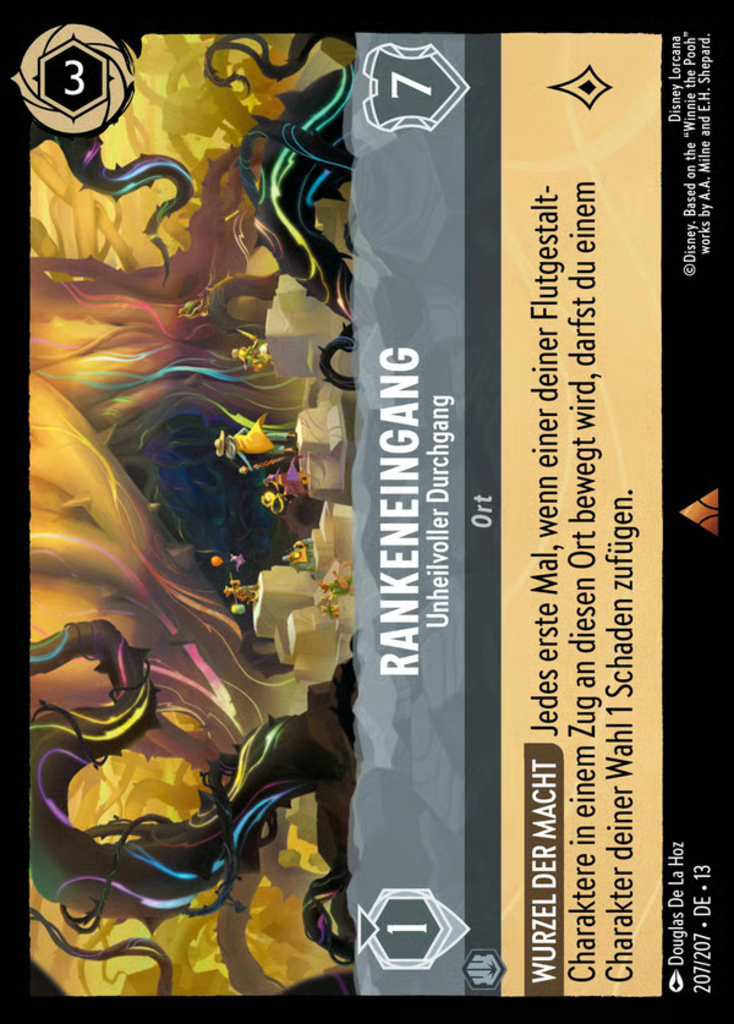 3
RANKENEINGANG
Unheilvoller Durchgang
1
7
Ort
WURZEL DER MACHT Jedes erste Mal, wenn einer deiner Flutgestalt-
Charaktere in einem Zug an diesen Ort bewegt wird, darfst du einem
Charakter deiner Wahl 1 Schaden zufügen.
Douglas De La Hoz
207/207 • DE • 13
Disney Lorcana
©Disney. Based on the "Winnie the Pooh"
works by A.A. Milne and E.H. Shepard.